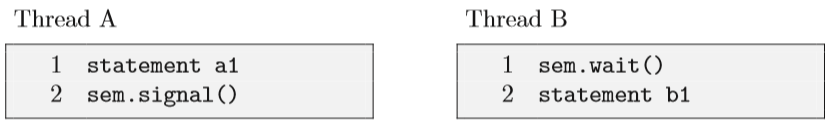 Thread A
1 statement a1
2 sem.signal()
Thread B
1 sem.wait()
2 statement b1